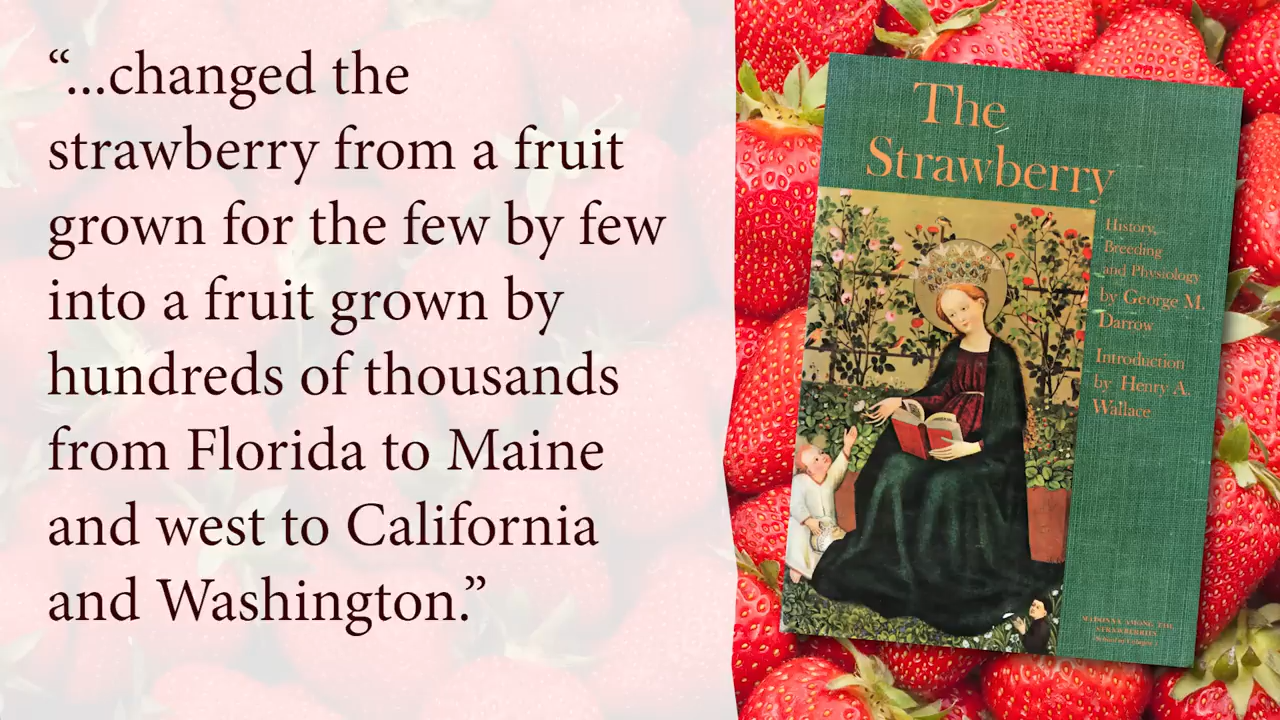 “...changed the
strawberry from a fruit
grown for the few by few
into a fruit grown by
hundreds of thousands
from Florida to Maine
and west to California
and Washington.”
The
Strawberry
History,
Breeding
and Physiology
by George M.
Darrow
Introduction
by Henry A.
Wallace
MADONNA AMONG THE
STRAWBERRIES